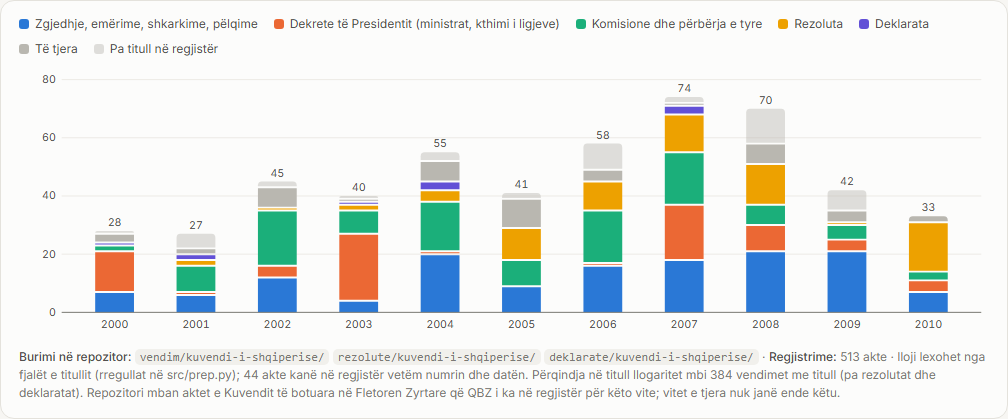 Zgjedhje, emërime, shkarkime, pëlqime Dekrete të Presidentit (ministrat, kthimi i ligjeve) Komisione dhe përbërja e tyre Rezoluta Deklarata
Të tjera Pa titull në regjistër
80
60
40
20
0
28
27
45
40
55
41
58
74
70
42
33
2000 2001 2002 2003 2004 2005 2006 2007 2008 2009 2010
Burimi në repozitor: vendim/kuvendi-i-shqiperise/ rezolute/kuvendi-i-shqiperise/ deklarate/kuvendi-i-shqiperise/ · Regjistrime: 513 akte · lloji lexohet nga
fjalët e titullit (rregullat në src/prep.py); 44 akte kanë në regjistër vetëm numrin dhe datën. Përqindja në titull llogaritet mbi 384 vendimet me titull (pa rezolutat dhe
deklaratat). Repozitori mban aktet e Kuvendit të botuara në Fletoren Zyrtare që QBZ i ka në regjistër për këto vite; vitet e tjera nuk janë ende këtu.